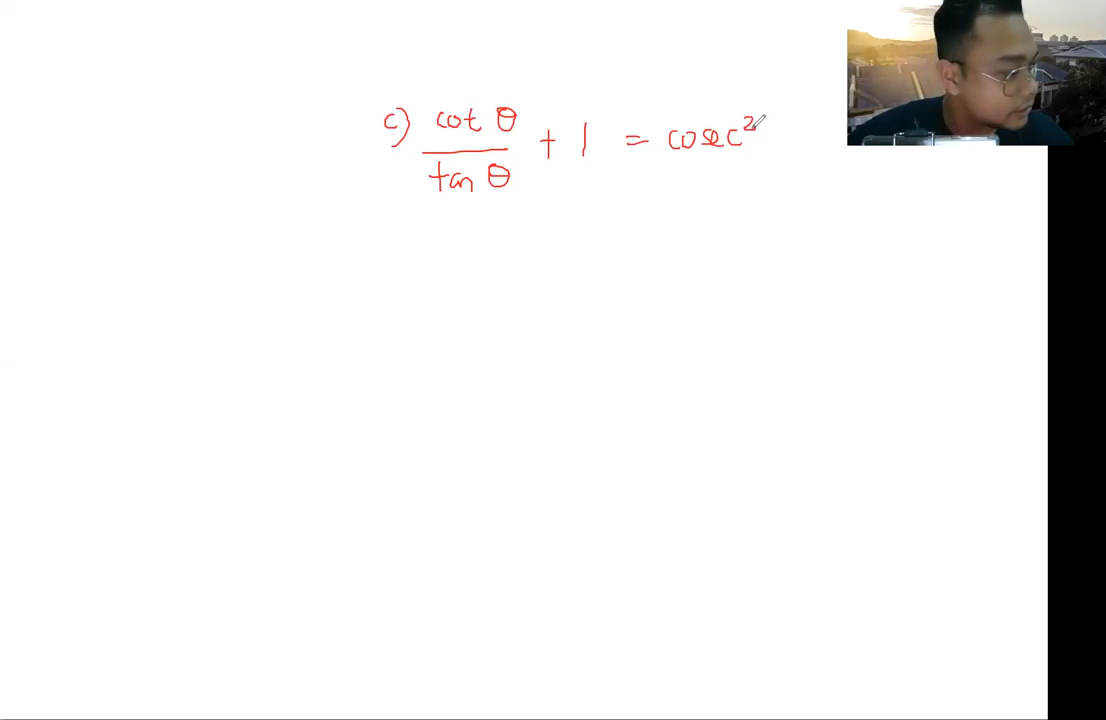 c) cot θ / tan θ + 1 = cosec²